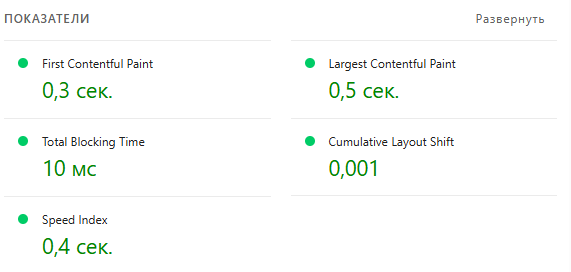 ПОКАЗАТЕЛИ
Развернуть
First Contentful Paint
0,3 сек.
Largest Contentful Paint
0,5 сек.
Total Blocking Time
10 мс
Cumulative Layout Shift
0,001
Speed Index
0,4 сек.